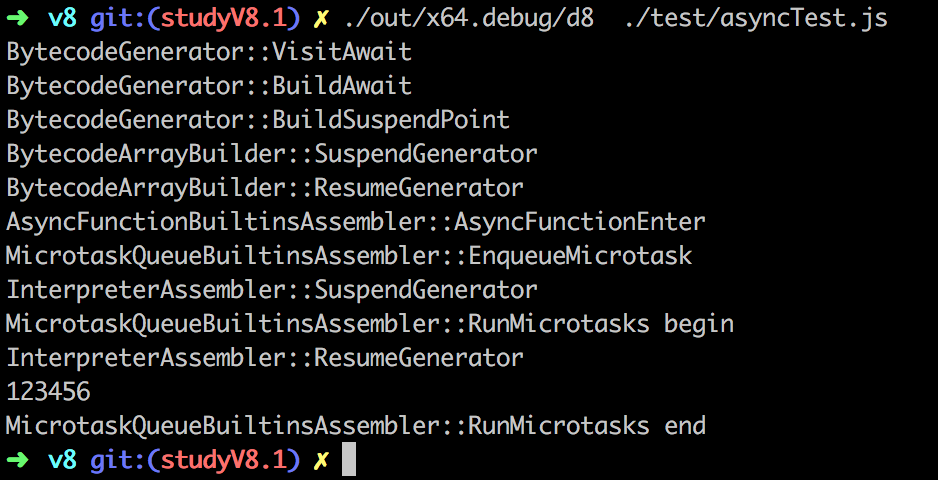 ➜ v8 git:(studyV8.1) ✗ ./out/x64.debug/d8 ./test/asyncTest.js
BytecodeGenerator::VisitAwait
BytecodeGenerator::BuildAwait
BytecodeGenerator::BuildSuspendPoint
BytecodeArrayBuilder::SuspendGenerator
BytecodeArrayBuilder::ResumeGenerator
AsyncFunctionBuiltinsAssembler::AsyncFunctionEnter
MicrotaskQueueBuiltinsAssembler::EnqueueMicrotask
InterpreterAssembler::SuspendGenerator
MicrotaskQueueBuiltinsAssembler::RunMicrotasks begin
InterpreterAssembler::ResumeGenerator
123456
MicrotaskQueueBuiltinsAssembler::RunMicrotasks end
➜ v8 git:(studyV8.1) ✗